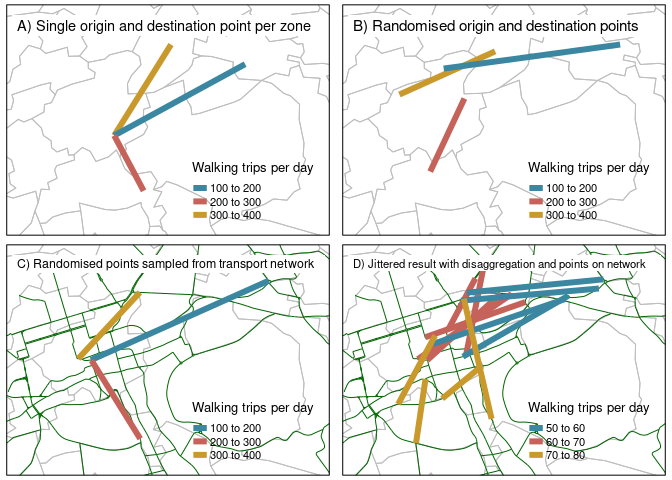 A) Single origin and destination point per zone
Walking trips per day
100 to 200
200 to 300
300 to 400
B) Randomised origin and destination points
Walking trips per day
100 to 200
200 to 300
300 to 400
C) Randomised points sampled from transport network
Walking trips per day
100 to 200
200 to 300
300 to 400
D) Jittered result with disaggregation and points on network
Walking trips per day
50 to 60
60 to 70
70 to 80